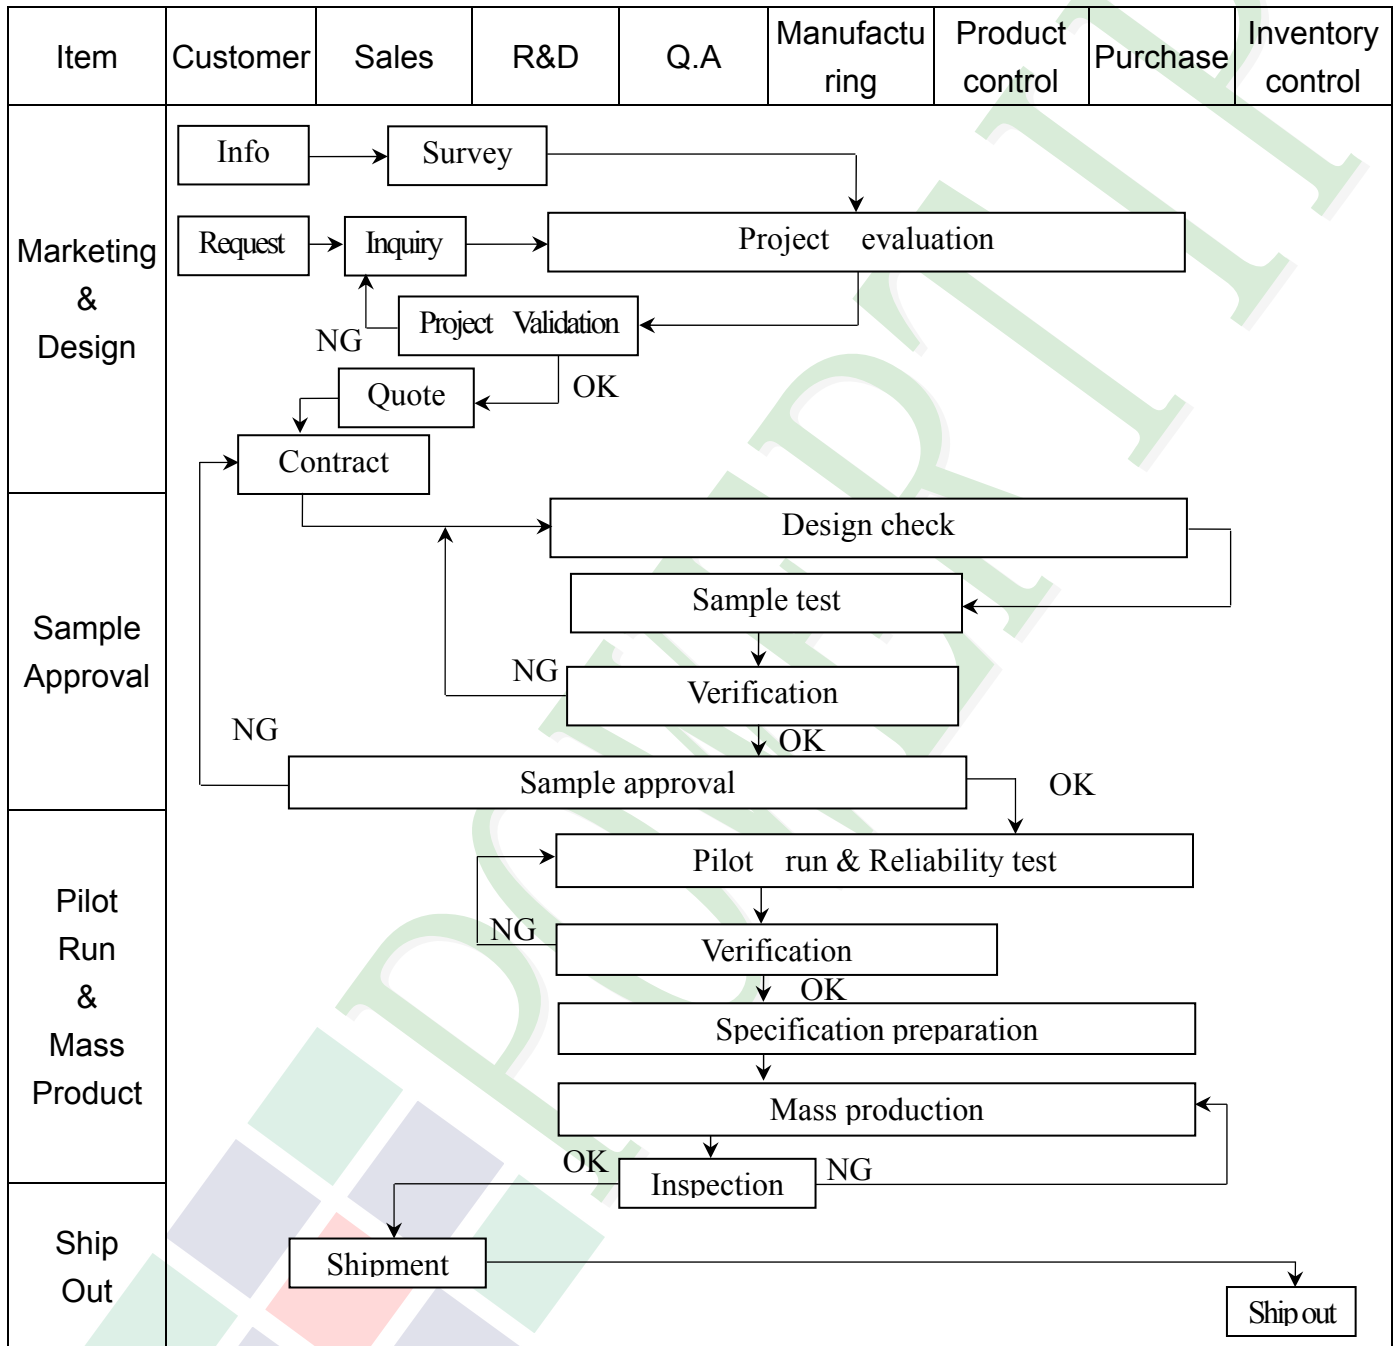 Item
Customer
Sales
R&D
Q.A
Manufactu
ring
Product
control
Purchase
Inventory
control
Marketing
&
Design
Info
Survey
Request
Inquiry
Project evaluation
NG
Project Validation
Quote
OK
Contract
Sample
Approval
Design check
Sample test
NG
Verification
NG
OK
Sample approval
OK
Pilot
Run
&
Mass
Product
Pilot run & Reliability test
NG
Verification
OK
Specification preparation
Mass production
OK
Inspection
NG
Ship
Out
Shipment
Ship out
POWERTIP